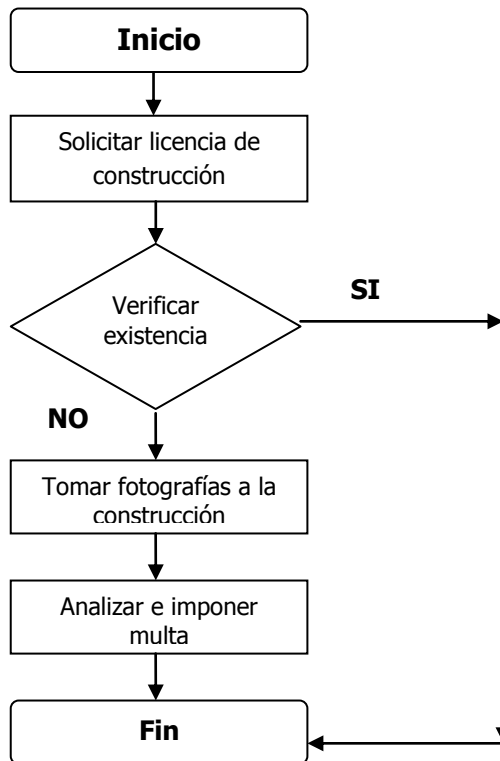 Inicio
Solicitar licencia de
construcción
Verificar
existencia
SI
NO
Tomar fotografías a la
construcción
Analizar e imponer
multa
Fin